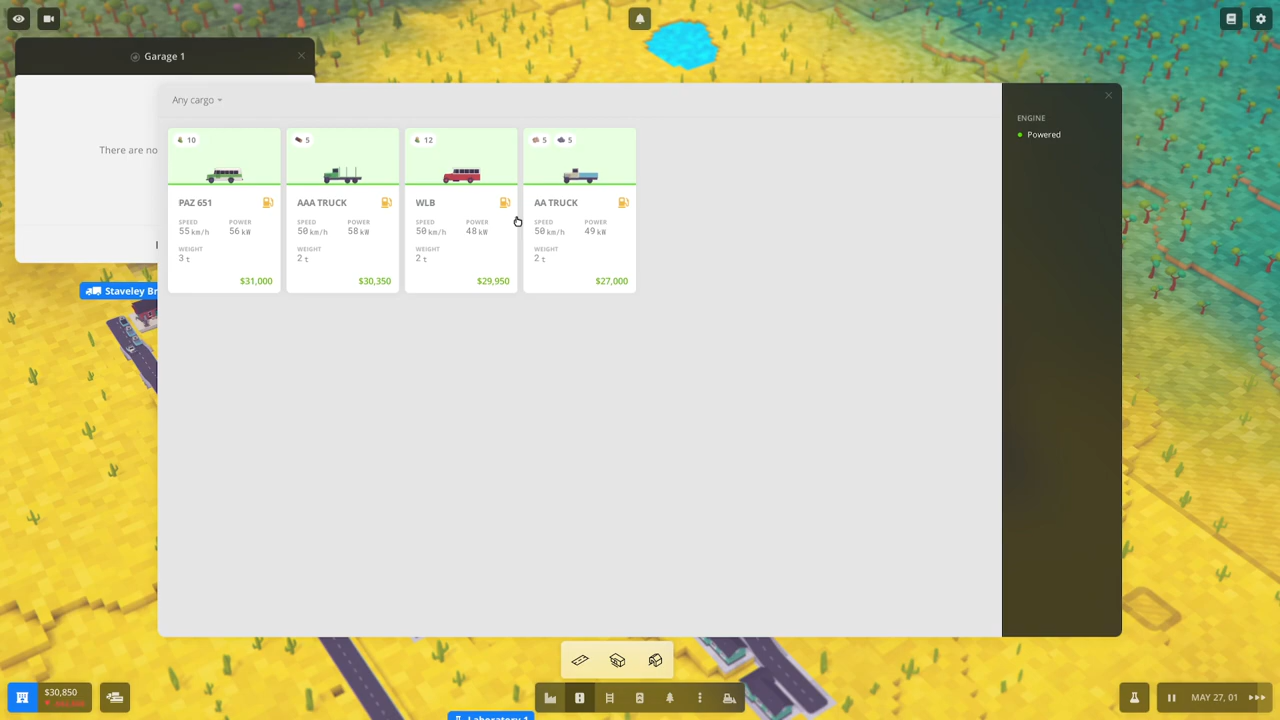 Garage 1
Any cargo
There are no
10
5
12
5
5
PAZ 651
AAA TRUCK
WLB
AA TRUCK
SPEED
POWER
SPEED
POWER
SPEED
POWER
SPEED
POWER
55 km/h
56 kW
50 km/h
58 kW
50 km/h
48 kW
50 km/h
49 kW
WEIGHT
WEIGHT
WEIGHT
WEIGHT
3 t
2 t
2 t
2 t
$31,000
$30,350
$29,950
$27,000
ENGINE
Powered
Staveley Br
$30,850
MAY 27, 01
Laboratory 1